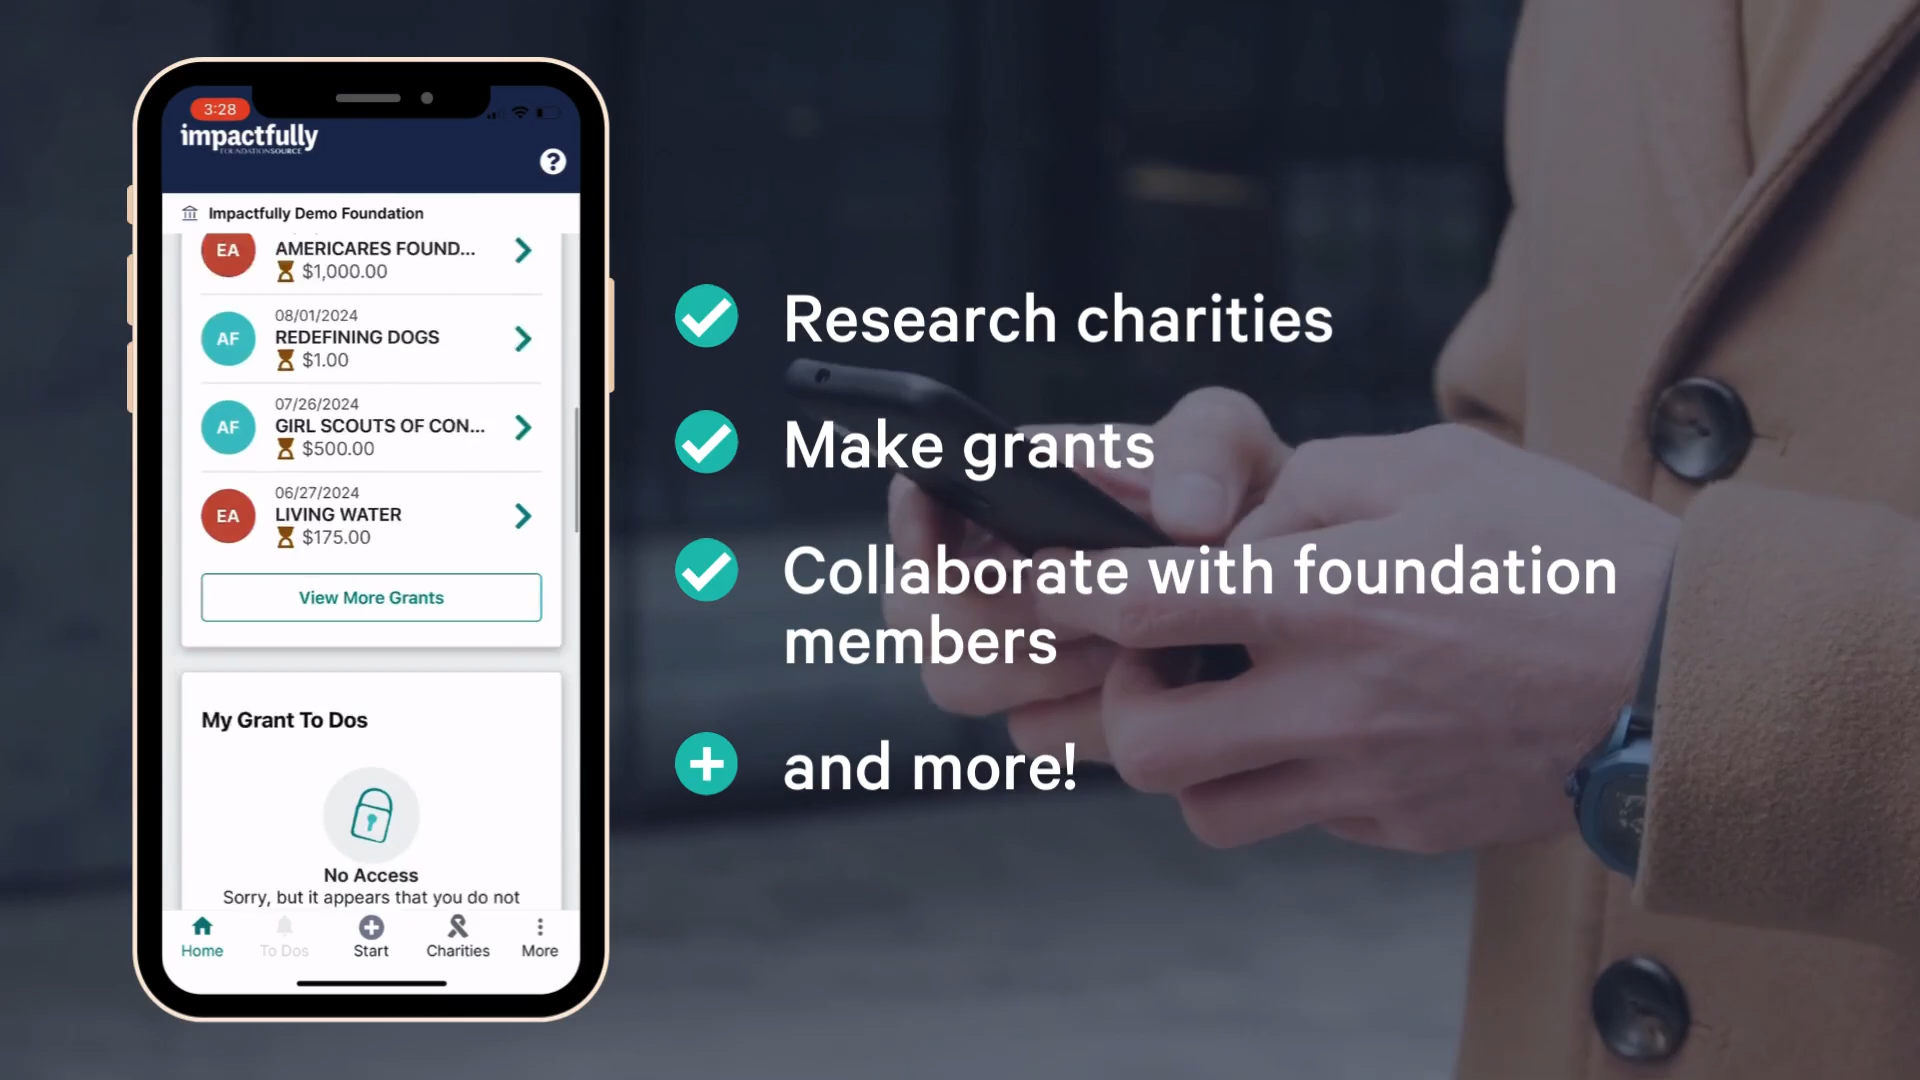 3:28
impactfully
FOUNDATIONSOURCE
Impactfully Demo Foundation
EA
AMERICARES FOUND...
$1,000.00
08/01/2024
AF
REDEFINING DOGS
$1.00
07/26/2024
AF
GIRL SCOUTS OF CON...
$500.00
06/27/2024
EA
LIVING WATER
$175.00
View More Grants
My Grant To Dos
No Access
Sorry, but it appears that you do not
Home
To Dos
Start
Charities
More
Research charities
Make grants
Collaborate with foundation
members
and more!